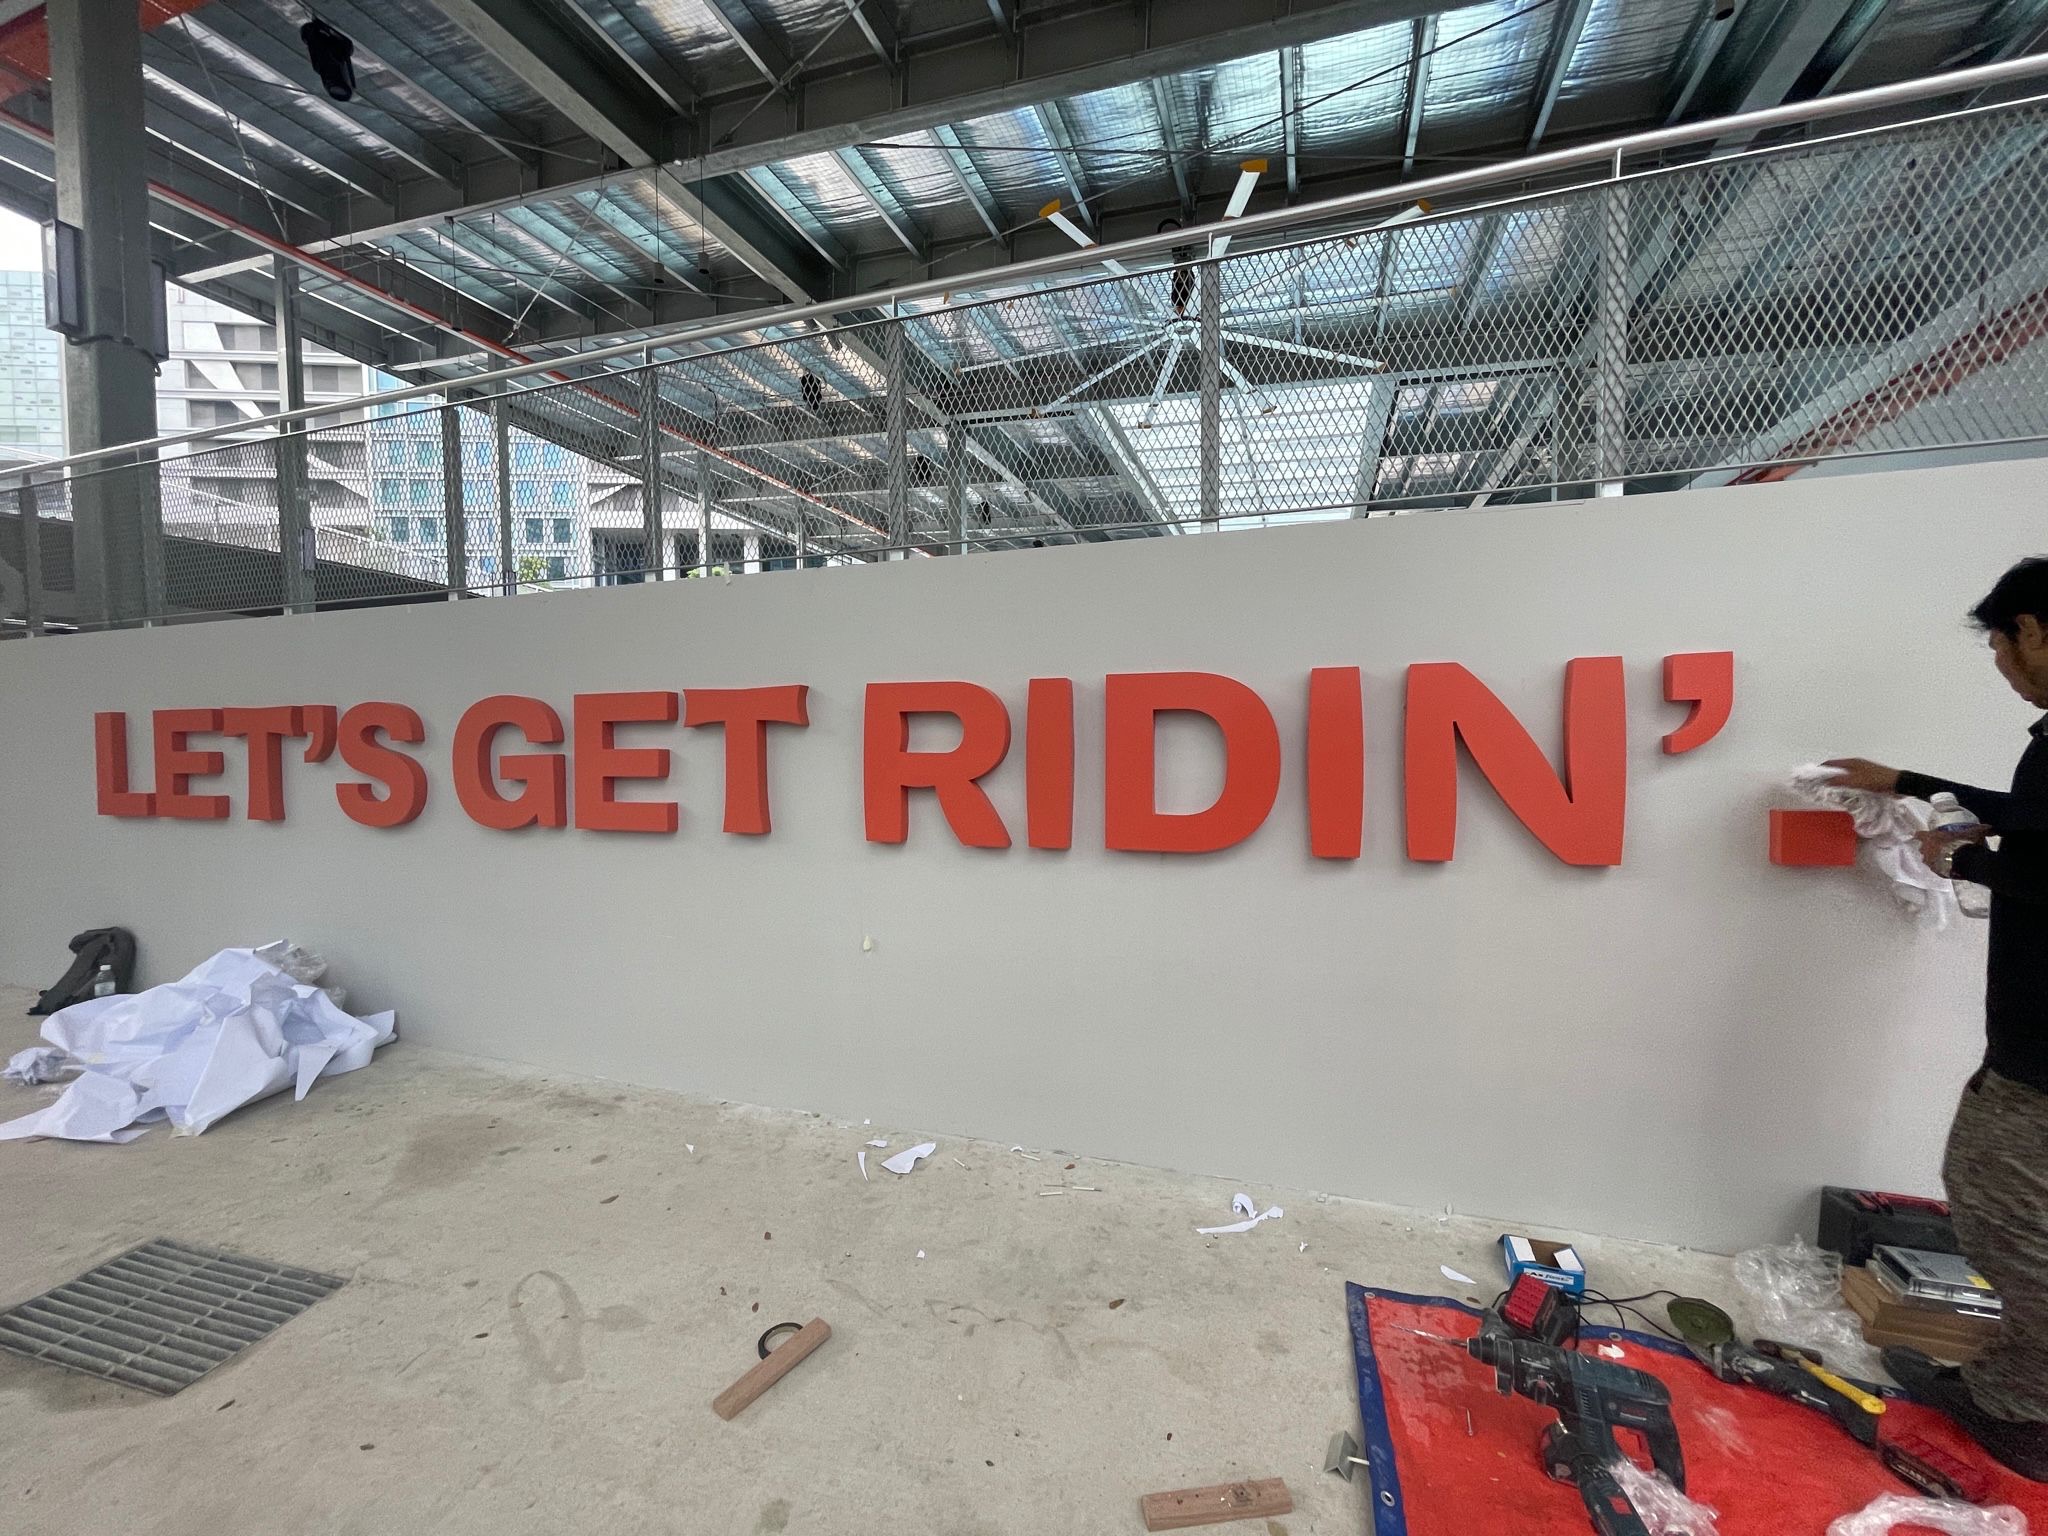 LET'S GET RIDIN'.